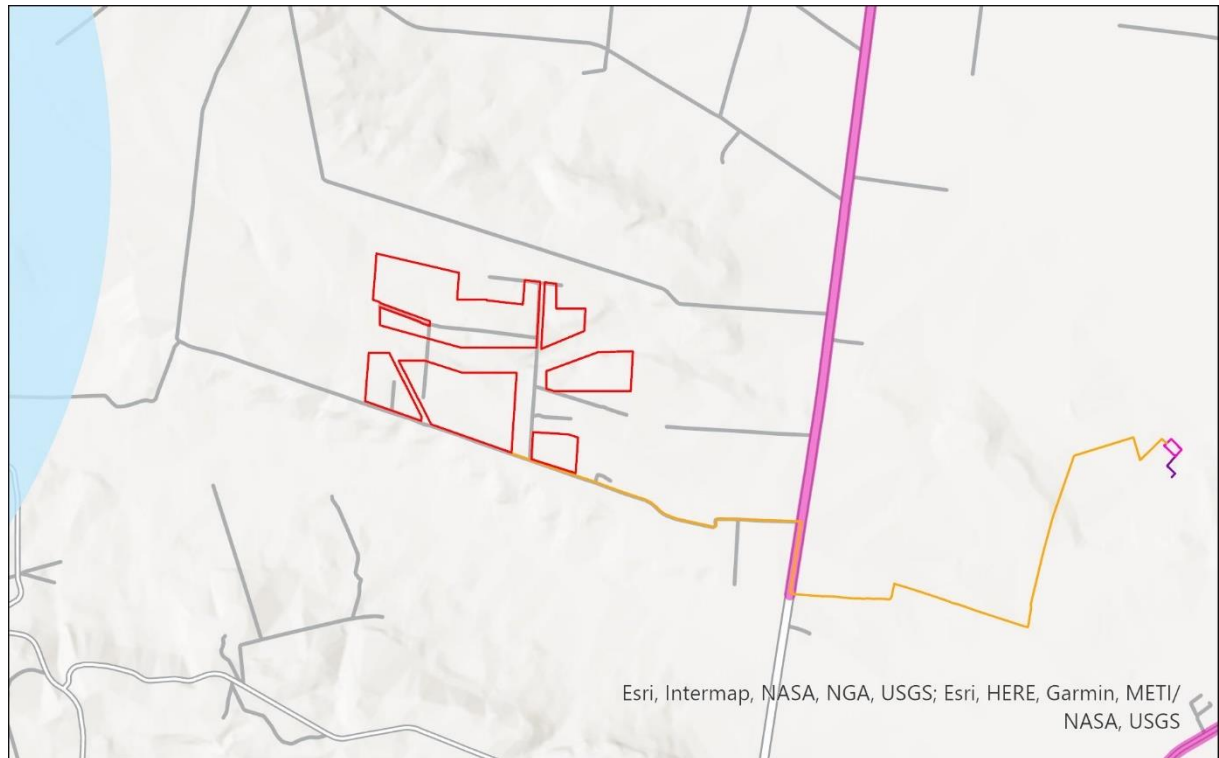 Esri, Intermap, NASA, NGA, USGS; Esri, HERE, Garmin, METI/
NASA, USGS